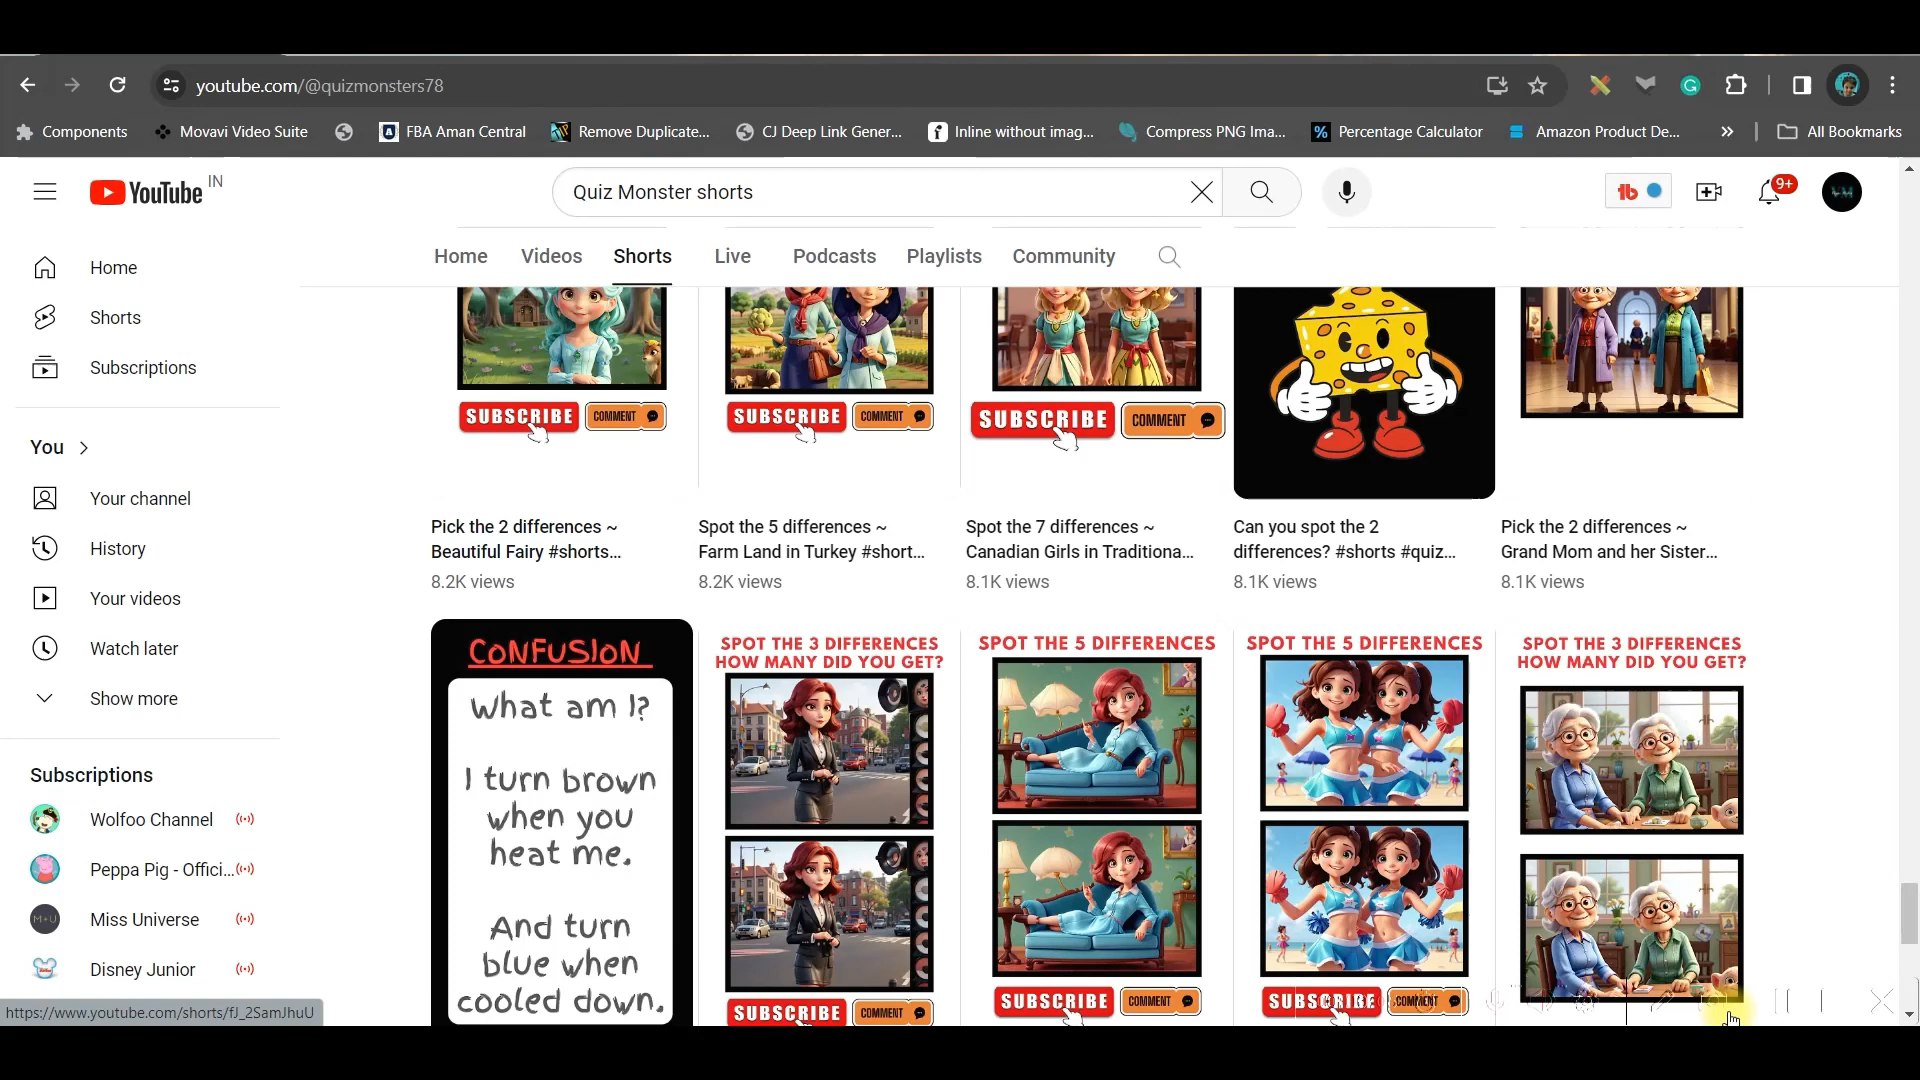 youtube.com/@quizmonsters78
Components
Movavi Video Suite
FBA Aman Central
Remove Duplicate...
CJ Deep Link Gener...
Inline without imag...
Compress PNG Ima...
Percentage Calculator
Amazon Product De...
All Bookmarks
YouTube IN
Quiz Monster shorts
9+
Home
Shorts
Subscriptions
You
Your channel
History
Your videos
Watch later
Show more
Subscriptions
Wolfoo Channel
Peppa Pig - Offici...
Miss Universe
Disney Junior
https://www.youtube.com/shorts/fJ_2SamJhuU
Home
Videos
Shorts
Live
Podcasts
Playlists
Community
SUBSCRIBE COMMENT
SUBSCRIBE COMMENT
SUBSCRIBE COMMENT
Pick the 2 differences ~
Beautiful Fairy #shorts...
8.2K views
Spot the 5 differences ~
Farm Land in Turkey #short...
8.2K views
Spot the 7 differences ~
Canadian Girls in Traditiona...
8.1K views
Can you spot the 2
differences? #shorts #quiz...
8.1K views
Pick the 2 differences ~
Grand Mom and her Sister...
8.1K views
CONFUSION
What am I?
I turn brown
when you
heat me.
And turn
blue when
cooled down.
SPOT THE 3 DIFFERENCES
HOW MANY DID YOU GET?
SUBSCRIBE COMMENT
SPOT THE 5 DIFFERENCES
SUBSCRIBE COMMENT
SPOT THE 5 DIFFERENCES
SUBSCRIBE COMMENT
SPOT THE 3 DIFFERENCES
HOW MANY DID YOU GET?